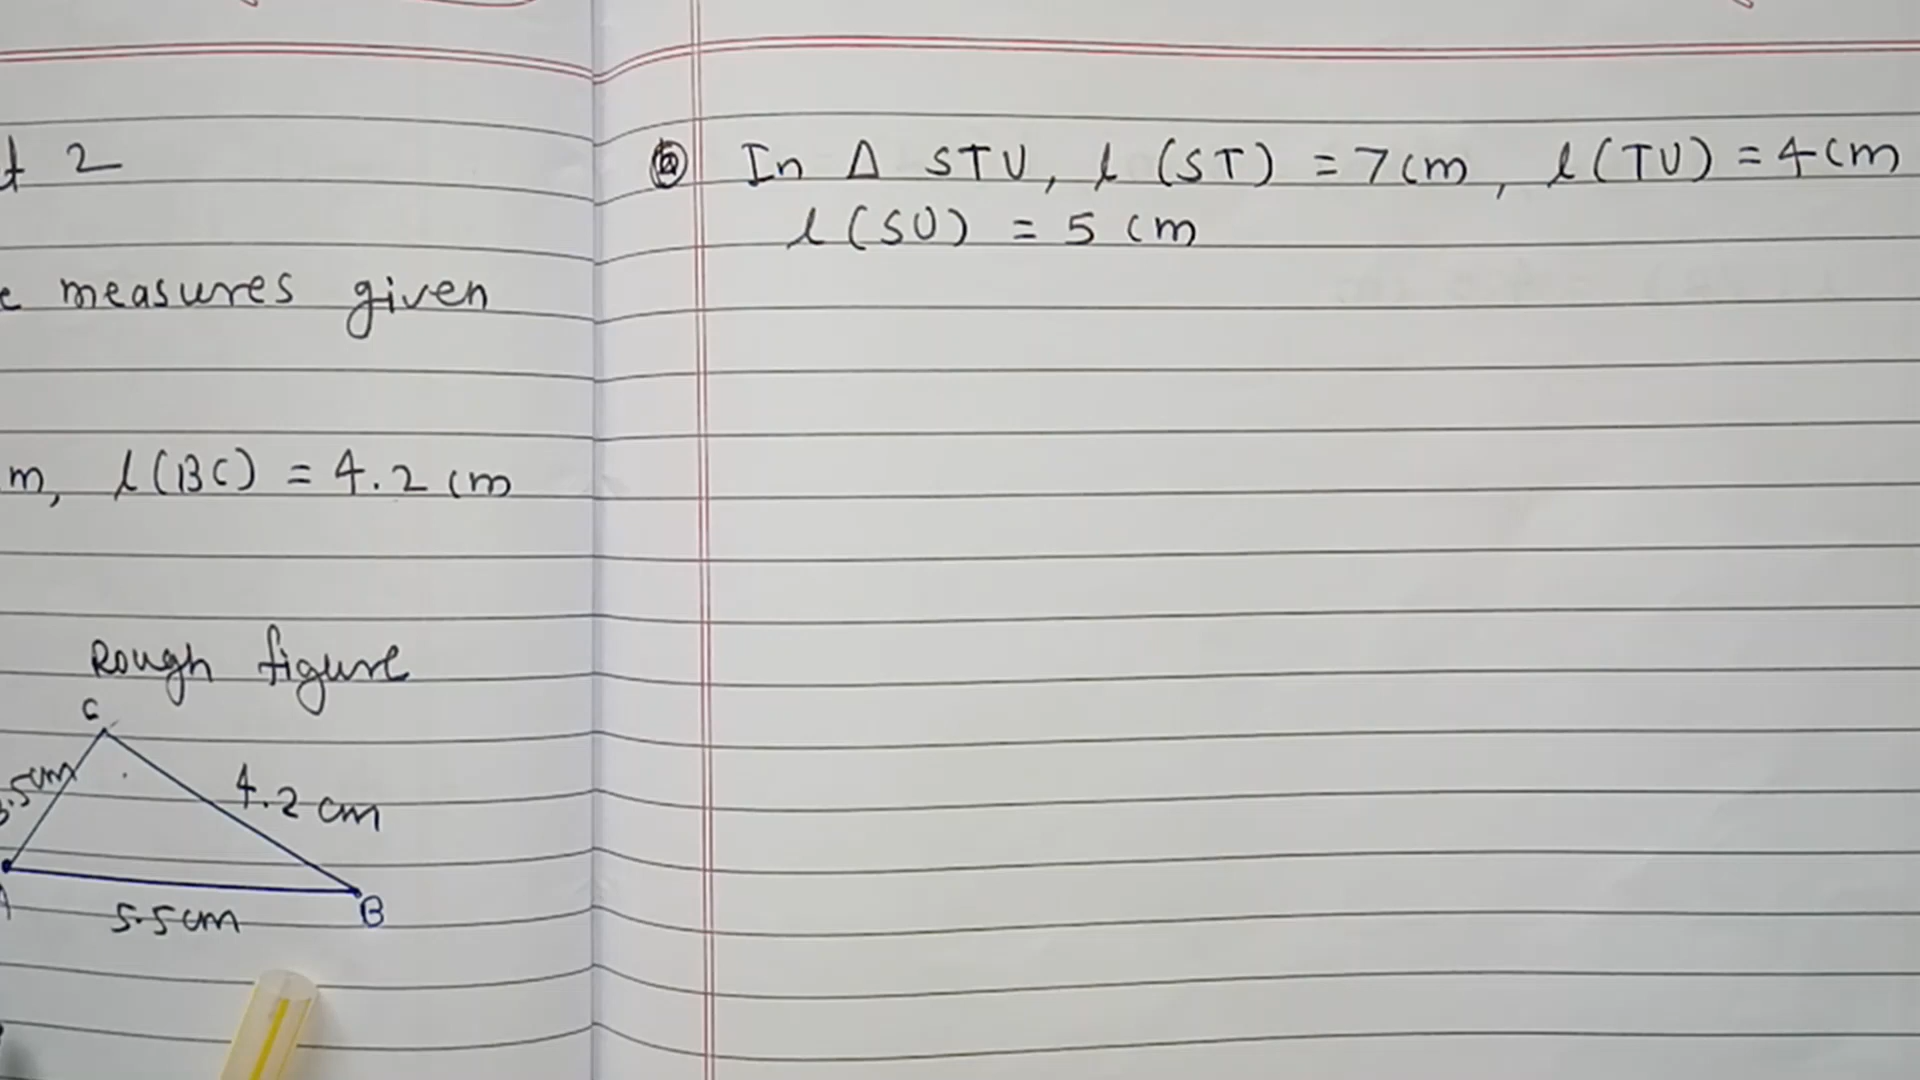 2
measures given
m, l(BC) = 4.2 cm
Rough figure
C
3.5cm
4.2 cm
A
B
5.5cm
ⓑ In Δ STU, l (ST) = 7cm, l(TU) = 4cm
l(SU) = 5 cm